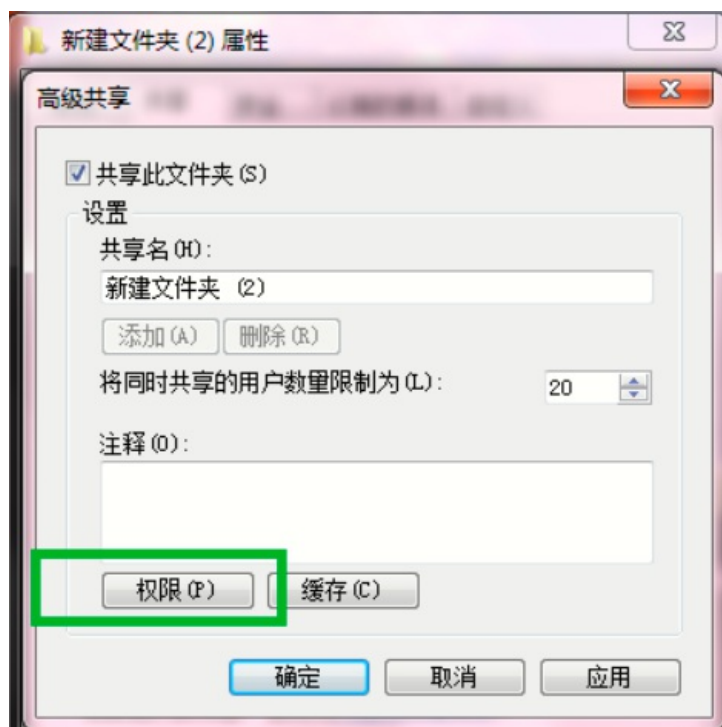 新建文件夹 (2) 属性
高级共享
共享此文件夹(S)
设置
共享名(H):
新建文件夹 (2)
添加(A) 删除(R)
将同时共享的用户数量限制为(L): 20
注释(O):
权限(P) 缓存(C)
确定 取消 应用